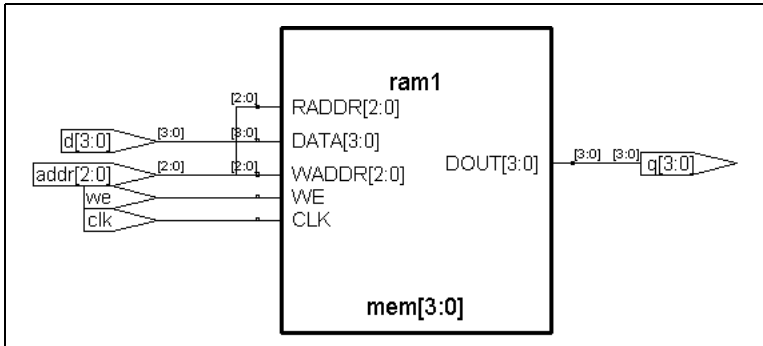 ram1
[2:0]
RADDR[2:0]
d[3:0] [3:0] [3:0] DATA[3:0]
addr[2:0] [2:0] [2:0] WADDR[2:0]
DOUT[3:0] [3:0] [3:0] q[3:0]
we WE
clk CLK
mem[3:0]